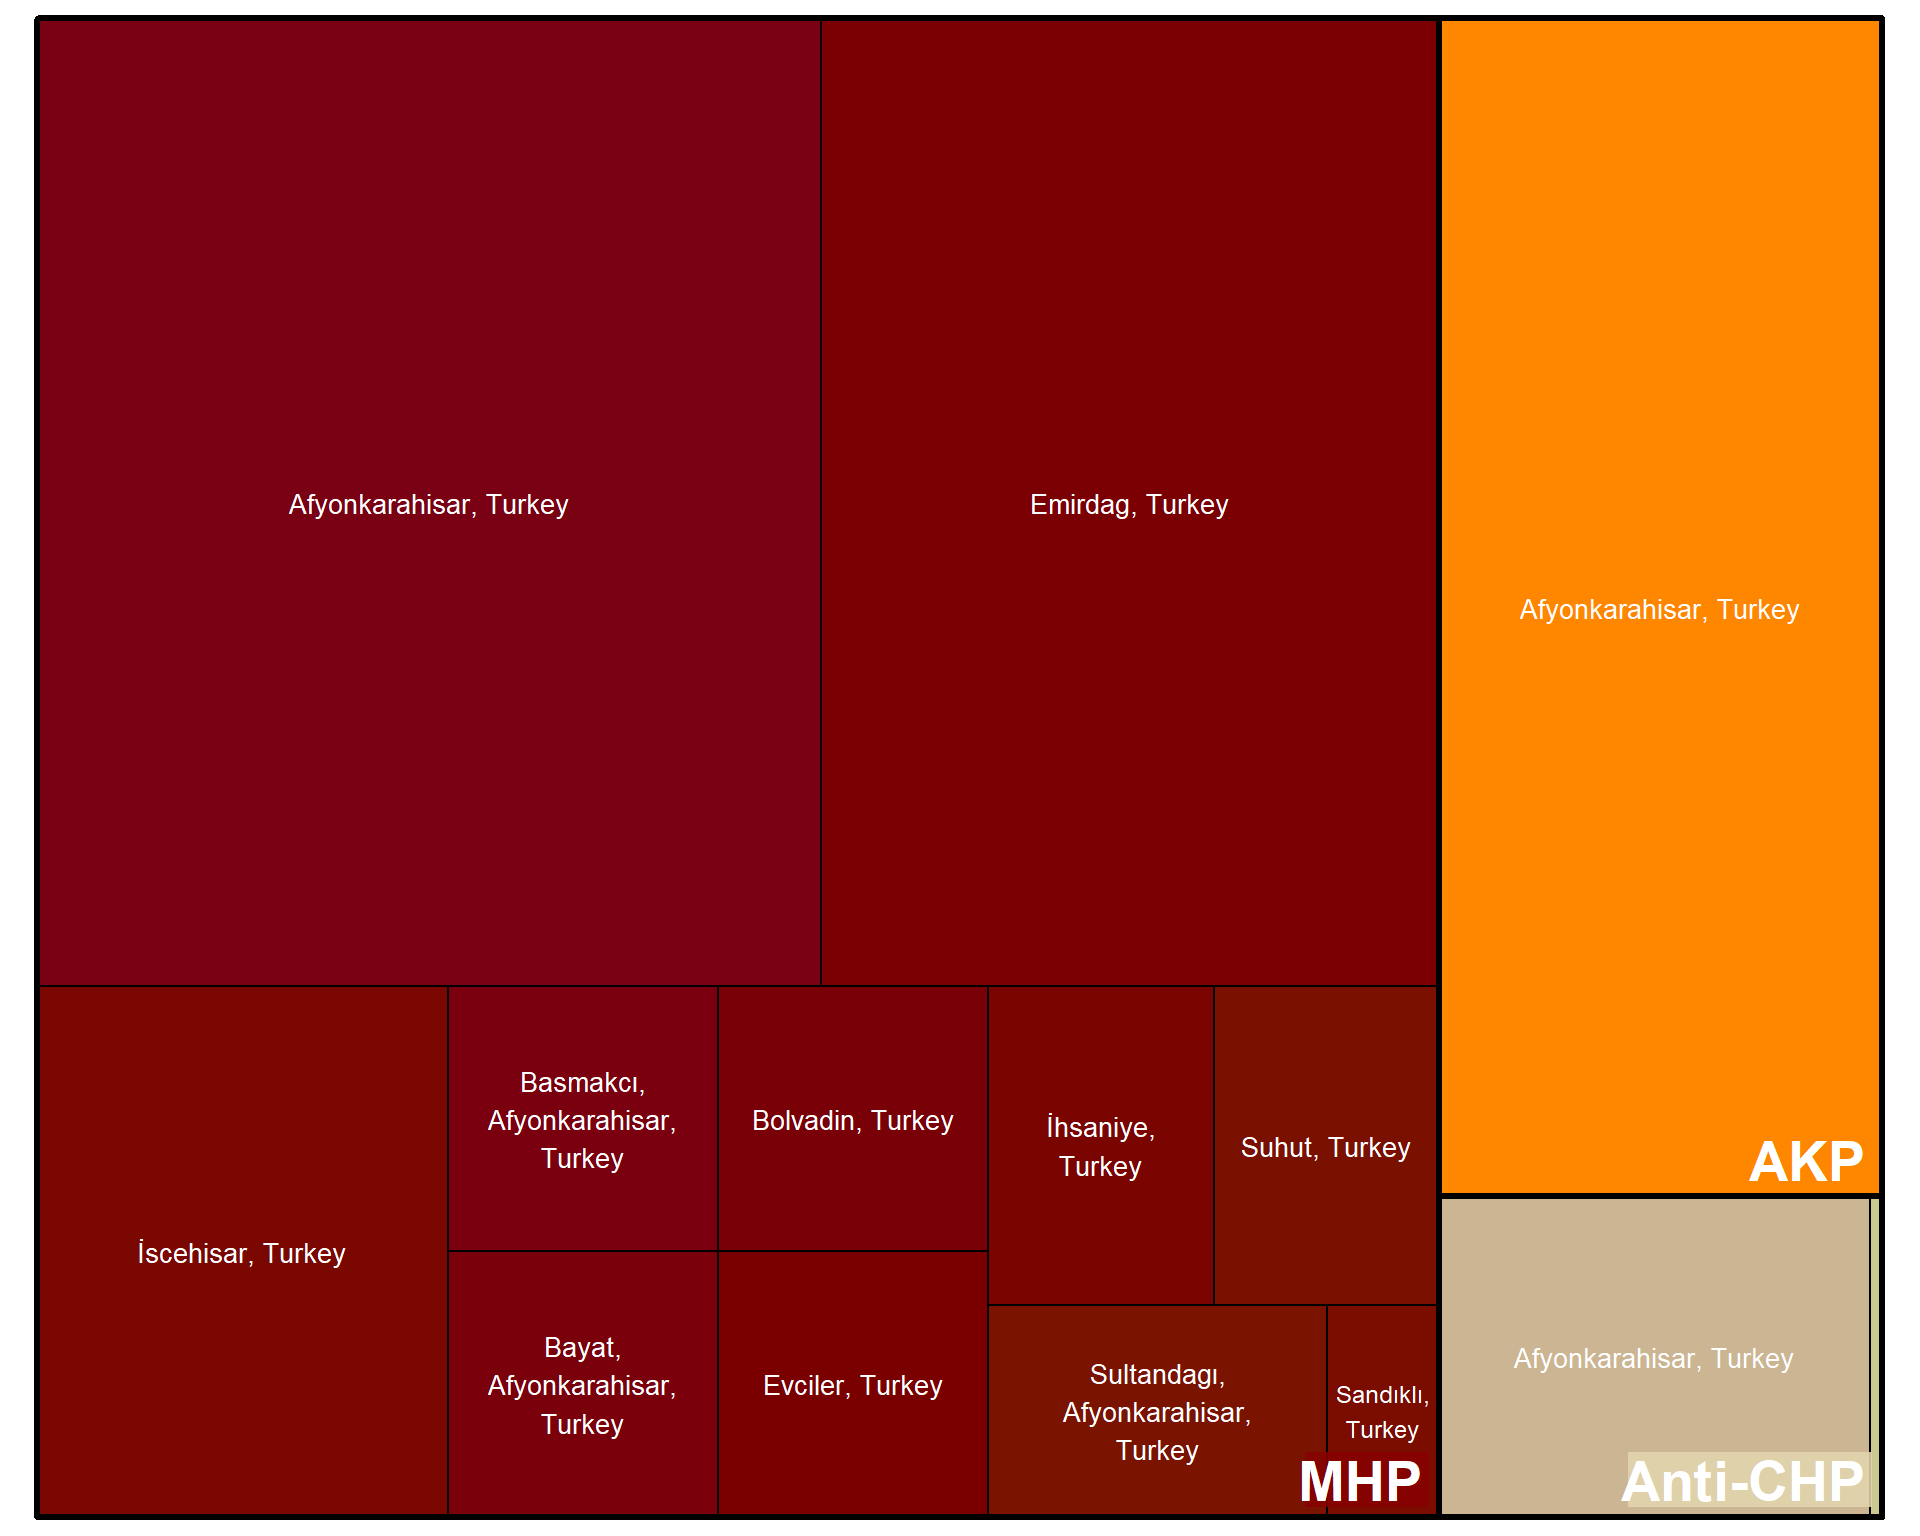 Afyonkarahisar, Turkey
Emirdag, Turkey
Afyonkarahisar, Turkey
AKP
İscehisar, Turkey
Basmakcı,
Afyonkarahisar,
Turkey
Bolvadin, Turkey
İhsaniye,
Turkey
Suhut, Turkey
Bayat,
Afyonkarahisar,
Turkey
Evciler, Turkey
Sultandagı,
Afyonkarahisar,
Turkey
Sandıklı,
Turkey
MHP
Afyonkarahisar, Turkey
Anti-CHP